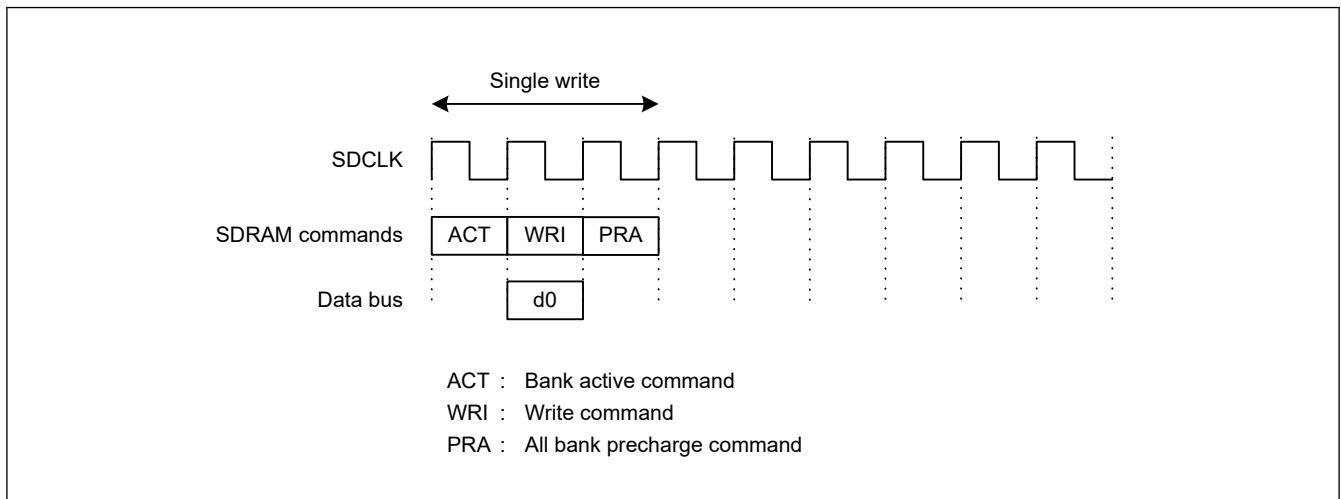 Single write
SDCLK
SDRAM commands ACT WRI PRA
Data bus d0
ACT : Bank active command
WRI : Write command
PRA : All bank precharge command